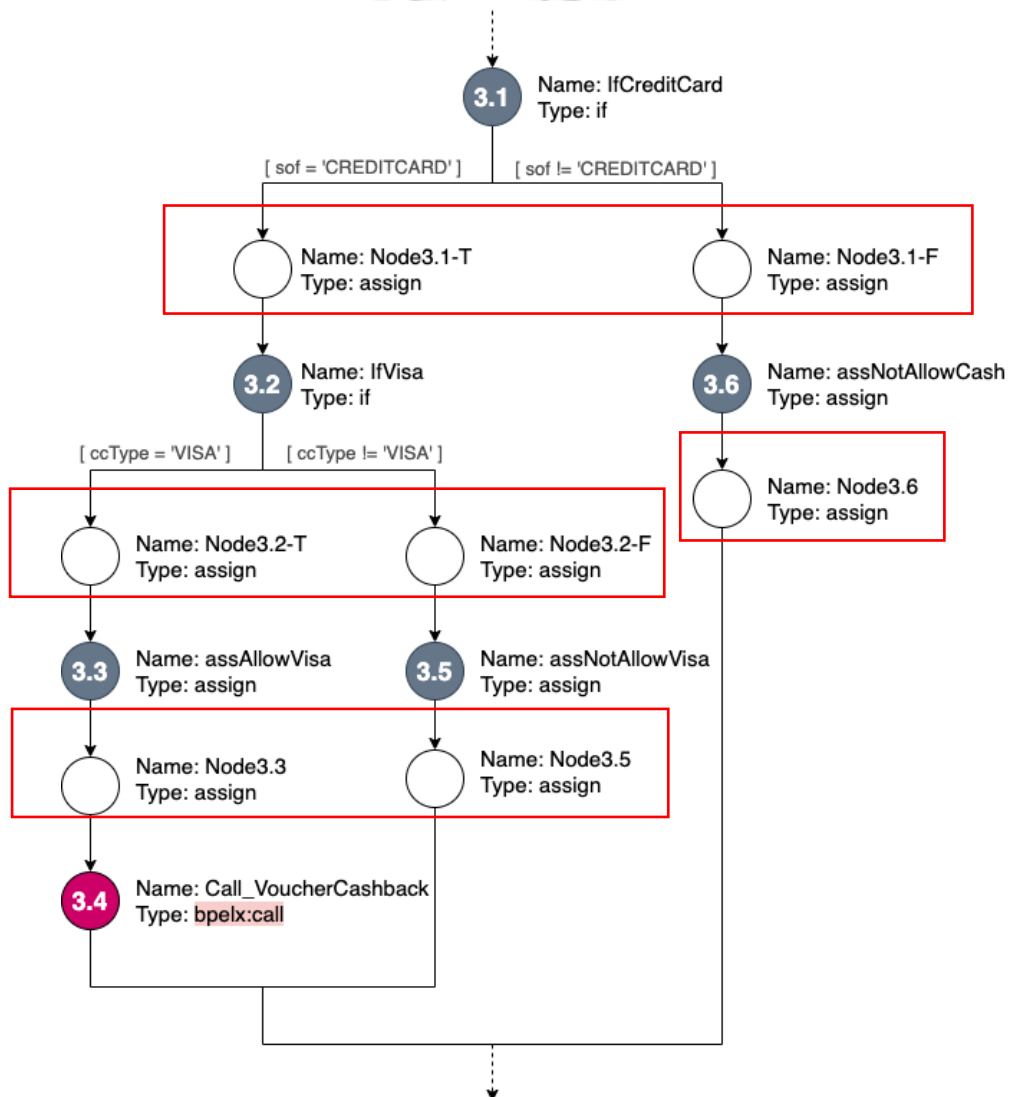 3.1
Name: IfCreditCard
Type: if
[ sof = 'CREDITCARD' ]
[ sof != 'CREDITCARD' ]
Name: Node3.1-T
Type: assign
Name: Node3.1-F
Type: assign
3.2
Name: IfVisa
Type: if
3.6
Name: assNotAllowCash
Type: assign
[ ccType = 'VISA' ]
[ ccType != 'VISA' ]
Name: Node3.6
Type: assign
Name: Node3.2-T
Type: assign
Name: Node3.2-F
Type: assign
3.3
Name: assAllowVisa
Type: assign
3.5
Name: assNotAllowVisa
Type: assign
Name: Node3.3
Type: assign
Name: Node3.5
Type: assign
3.4
Name: Call_VoucherCashback
Type: bpelx:call